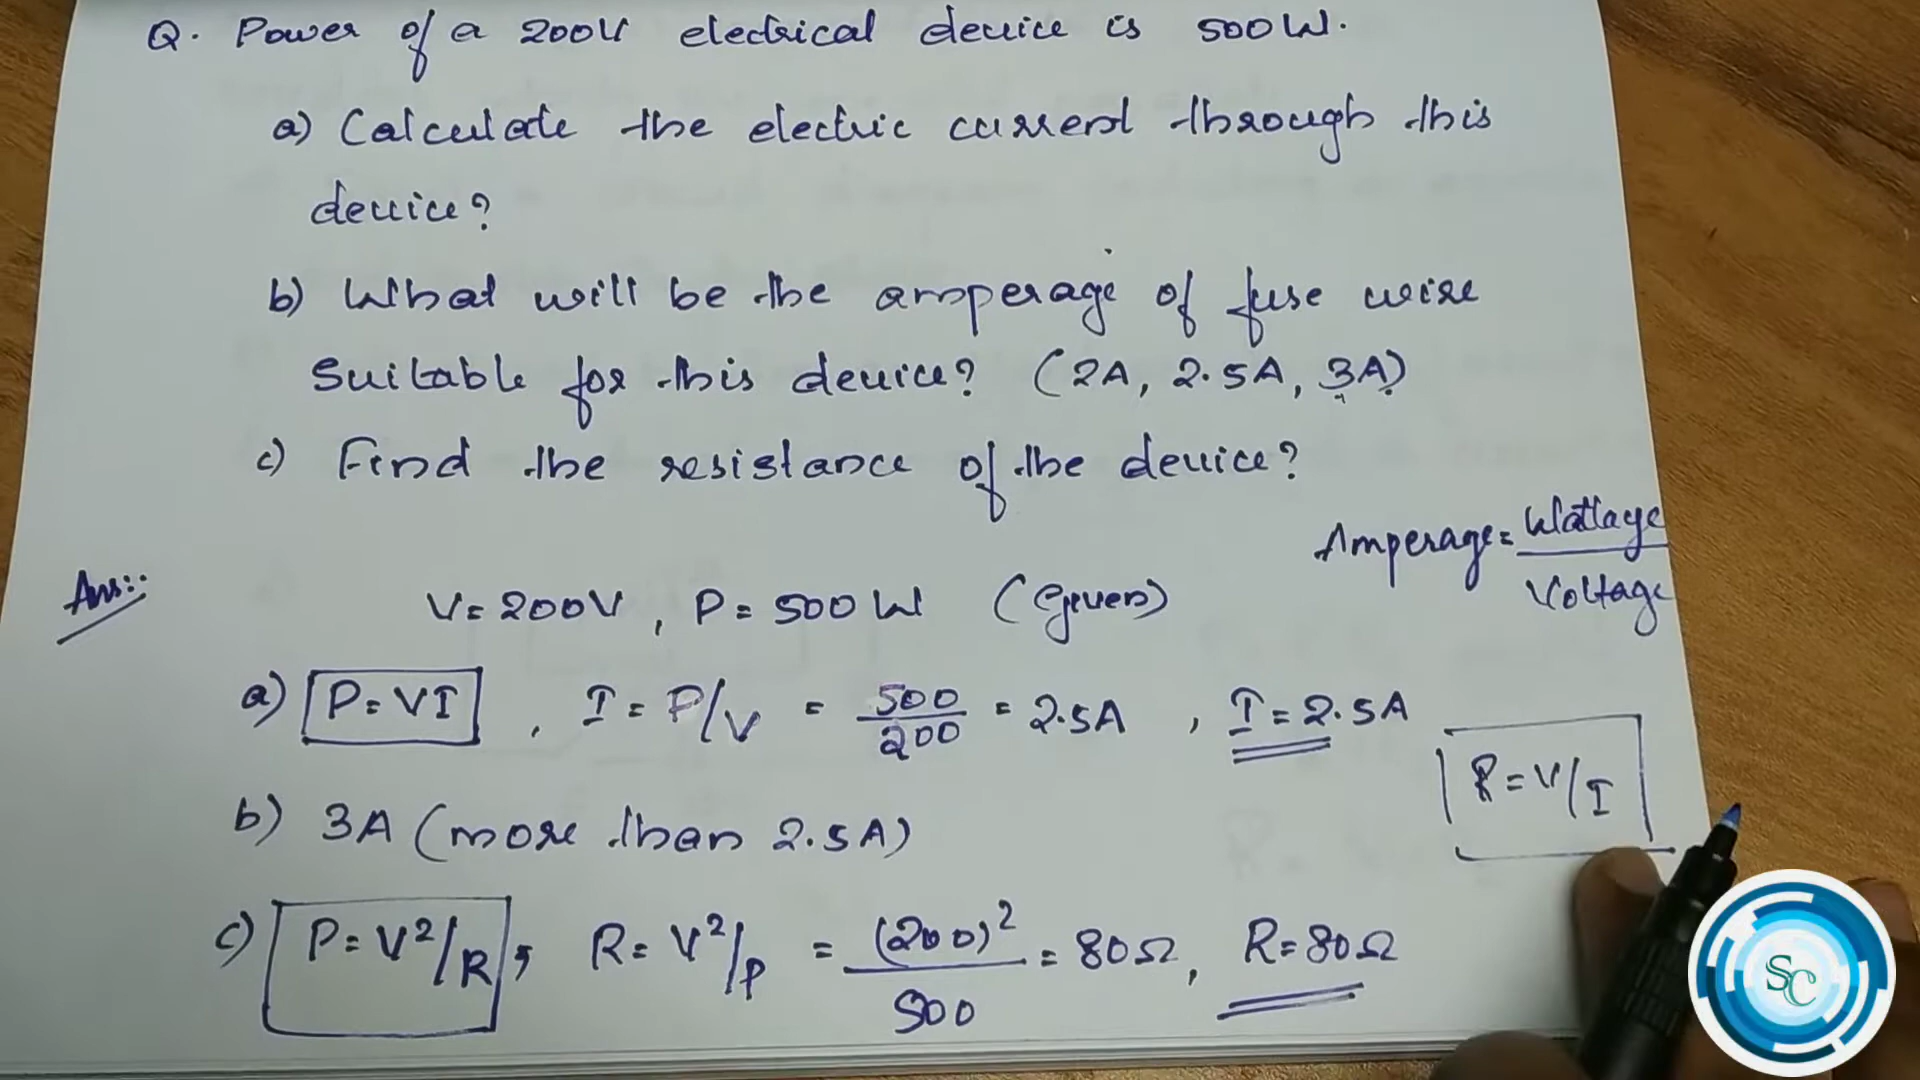 Q. Power of a 200V electrical device is 500W.
a) Calculate the electric current through this
device?
b) What will be the amperage of fuse wire
suitable for this device? (2A, 2.5A, 3A)
c) Find the resistance of the device?
Amperage = Wattage / Voltage
Ans:-
V = 200V, P = 500W (Given)
a) P = VI, I = P/V = 500/200 = 2.5A, I = 2.5A
R = V/I
b) 3A (more than 2.5A)
c) P = V²/R, R = V²/P = (200)²/500 = 80Ω, R = 80Ω
SC